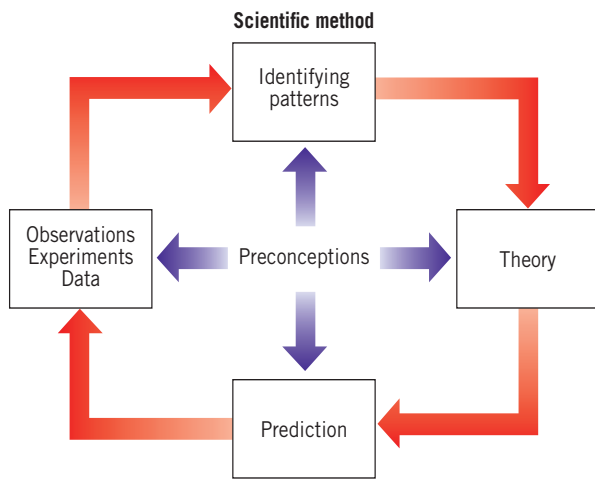 Scientific method
Identifying
patterns
Observations
Experiments
Data
Preconceptions
Theory
Prediction